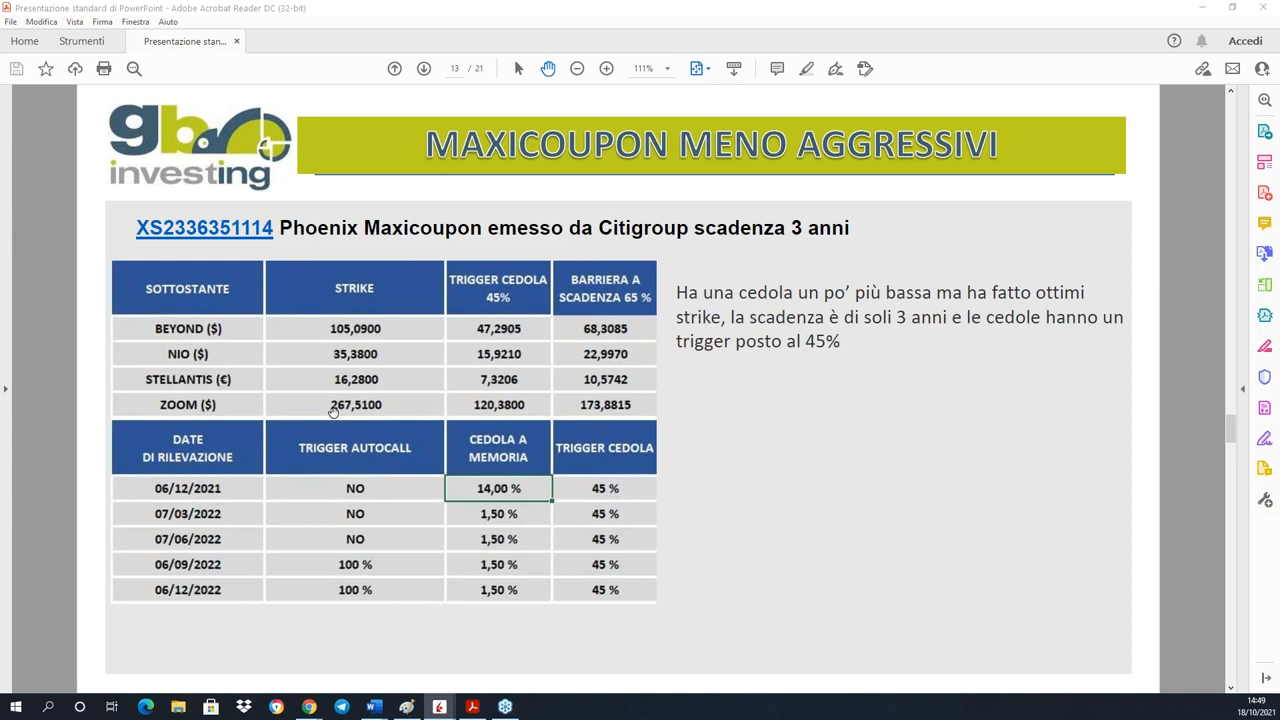 Presentazione standard di PowerPoint - Adobe Acrobat Reader DC (32-bit)
File Modifica Vista Firma Finestra Aiuto
Home Strumenti Presentazione stan... × Accedi
13 / 21 111%
gb investing
MAXICOUPON MENO AGGRESSIVI
XS2336351114 Phoenix Maxicoupon emesso da Citigroup scadenza 3 anni
SOTTOSTANTE STRIKE TRIGGER CEDOLA 45% BARRIERA A SCADENZA 65 %
BEYOND ($) 105,0900 47,2905 68,3085
NIO ($) 35,3800 15,9210 22,9970
STELLANTIS (€) 16,2800 7,3206 10,5742
ZOOM ($) 267,5100 120,3800 173,8815
DATE DI RILEVAZIONE TRIGGER AUTOCALL CEDOLA A MEMORIA TRIGGER CEDOLA
06/12/2021 NO 14,00 % 45 %
07/03/2022 NO 1,50 % 45 %
07/06/2022 NO 1,50 % 45 %
06/09/2022 100 % 1,50 % 45 %
06/12/2022 100 % 1,50 % 45 %
Ha una cedola un po’ più bassa ma ha fatto ottimi
strike, la scadenza è di soli 3 anni e le cedole hanno un
trigger posto al 45%
14:49
18/10/2021